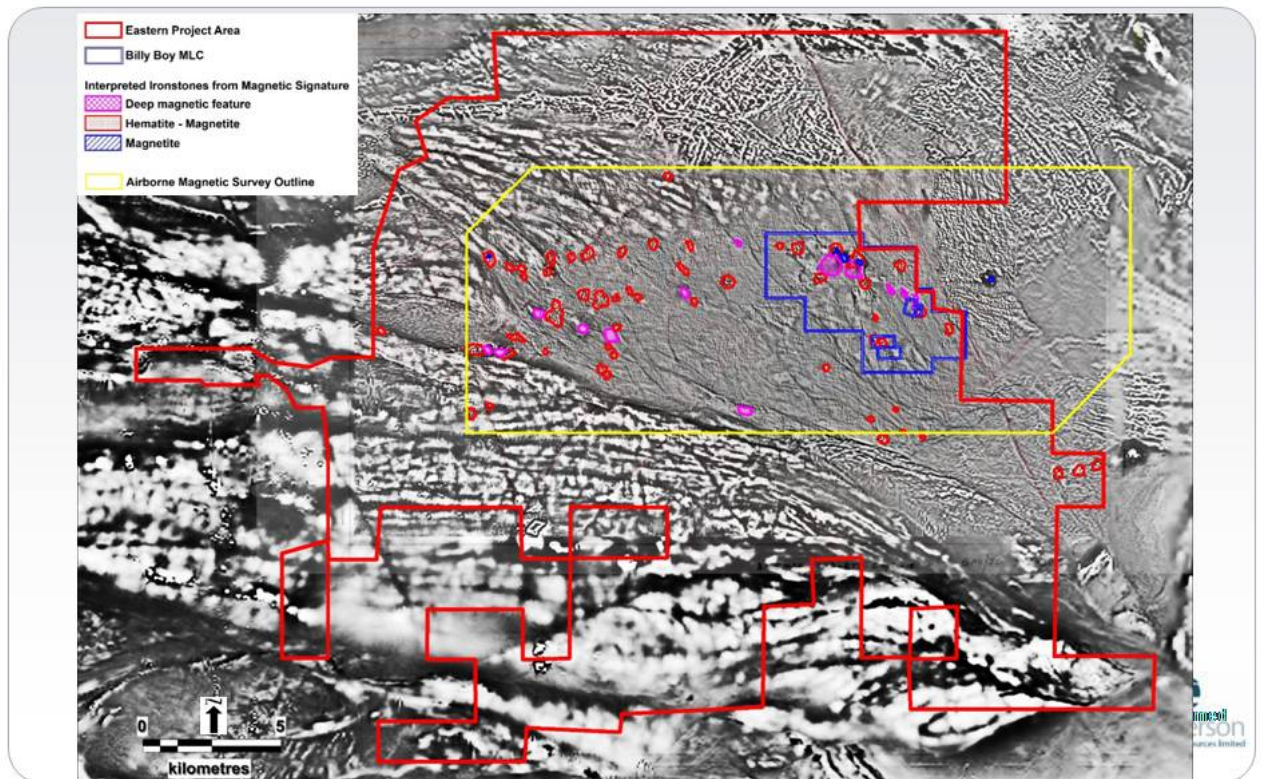 Eastern Project Area
Billy Boy MLC
Interpreted Ironstones from Magnetic Signature
Deep magnetic feature
Hematite - Magnetite
Magnetite
Airborne Magnetic Survey Outline
N
0 5
kilometres